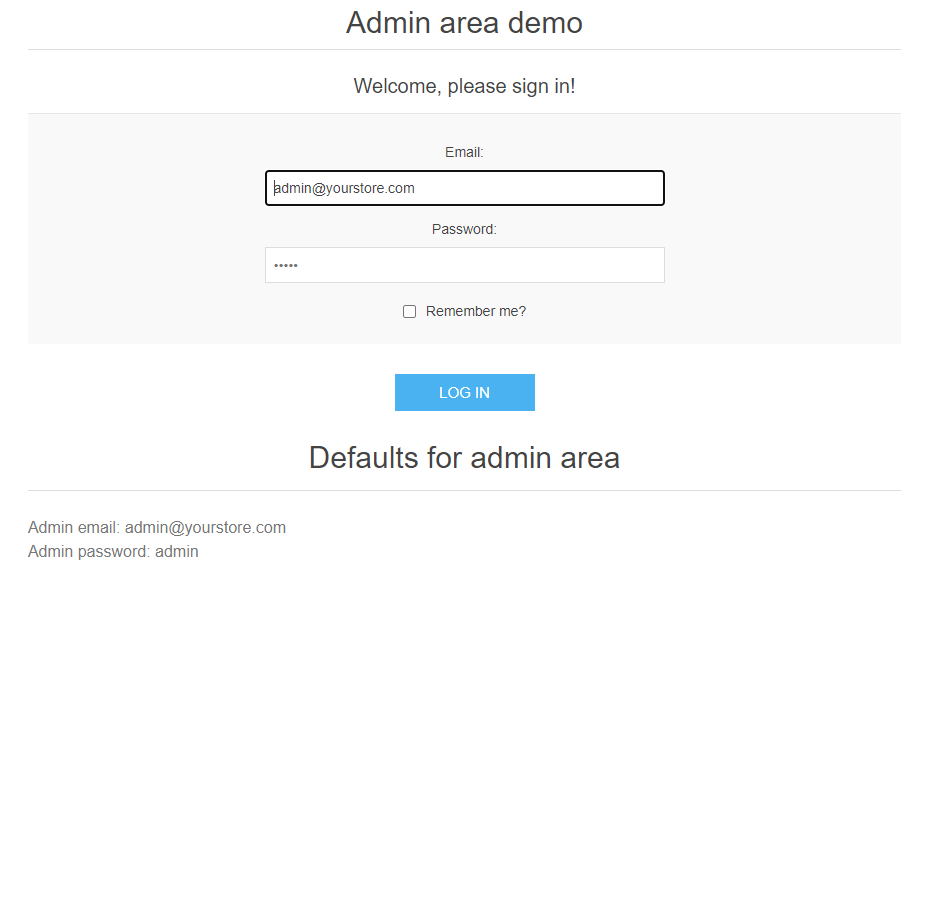 Admin area demo
Welcome, please sign in!
Email:
admin@yourstore.com
Password:
•••••
Remember me?
LOG IN
Defaults for admin area
Admin email: admin@yourstore.com
Admin password: admin